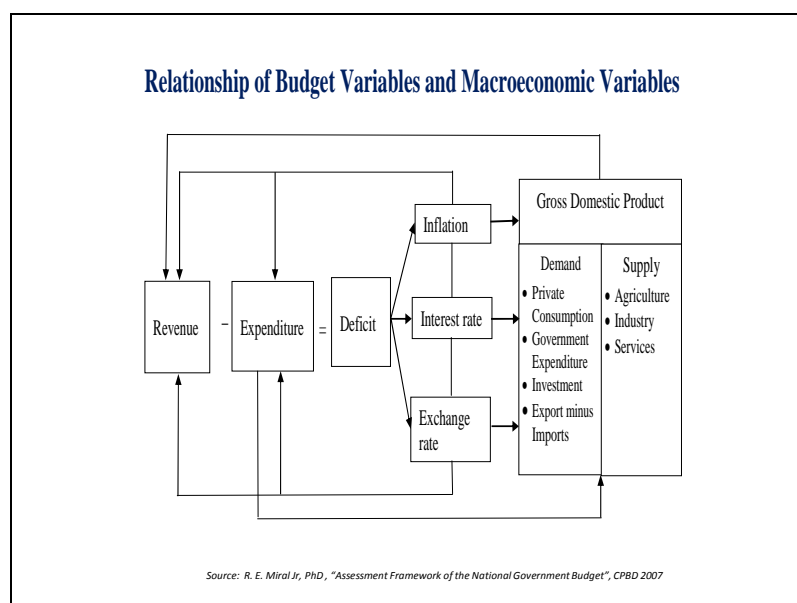 Relationship of Budget Variables and Macroeconomic Variables
Inflation
Gross Domestic Product
Revenue
–
Expenditure
=
Deficit
Interest rate
Exchange
rate
Demand
• Private
Consumption
• Government
Expenditure
• Investment
• Export minus
Imports
Supply
• Agriculture
• Industry
• Services
Source: R. E. Miral Jr, PhD , “Assessment Framework of the National Government Budget”, CPBD 2007